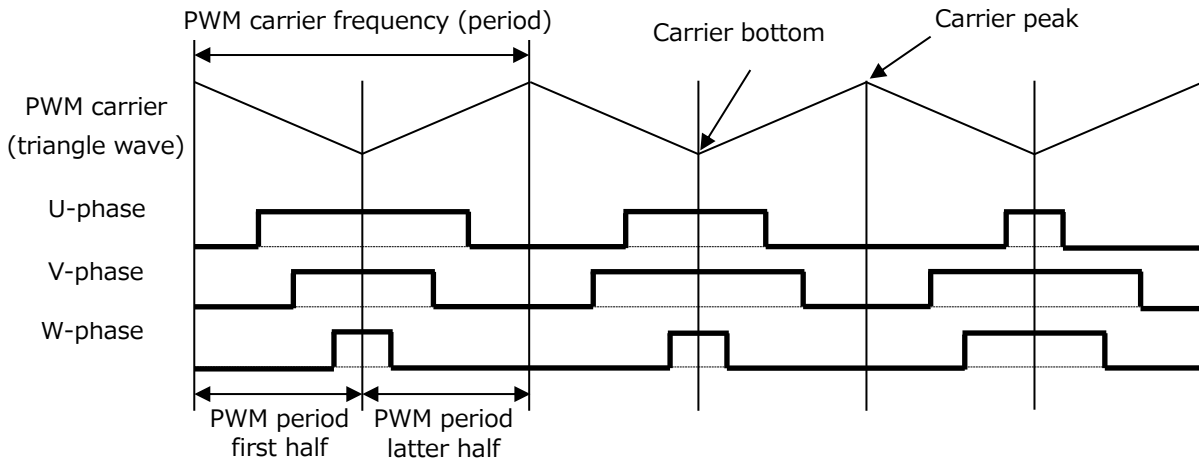 PWM carrier frequency (period)
Carrier bottom
Carrier peak
PWM carrier
(triangle wave)
U-phase
V-phase
W-phase
PWM period
first half
PWM period
latter half